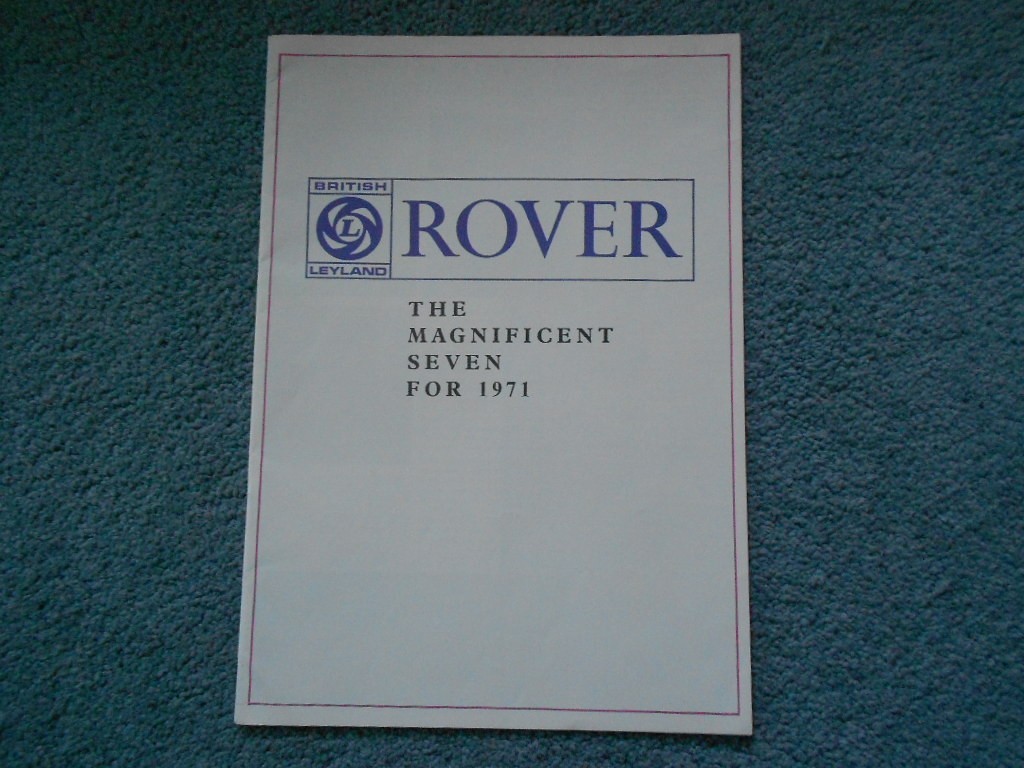 BRITISH
L
LEYLAND
ROVER
THE
MAGNIFICENT
SEVEN
FOR 1971